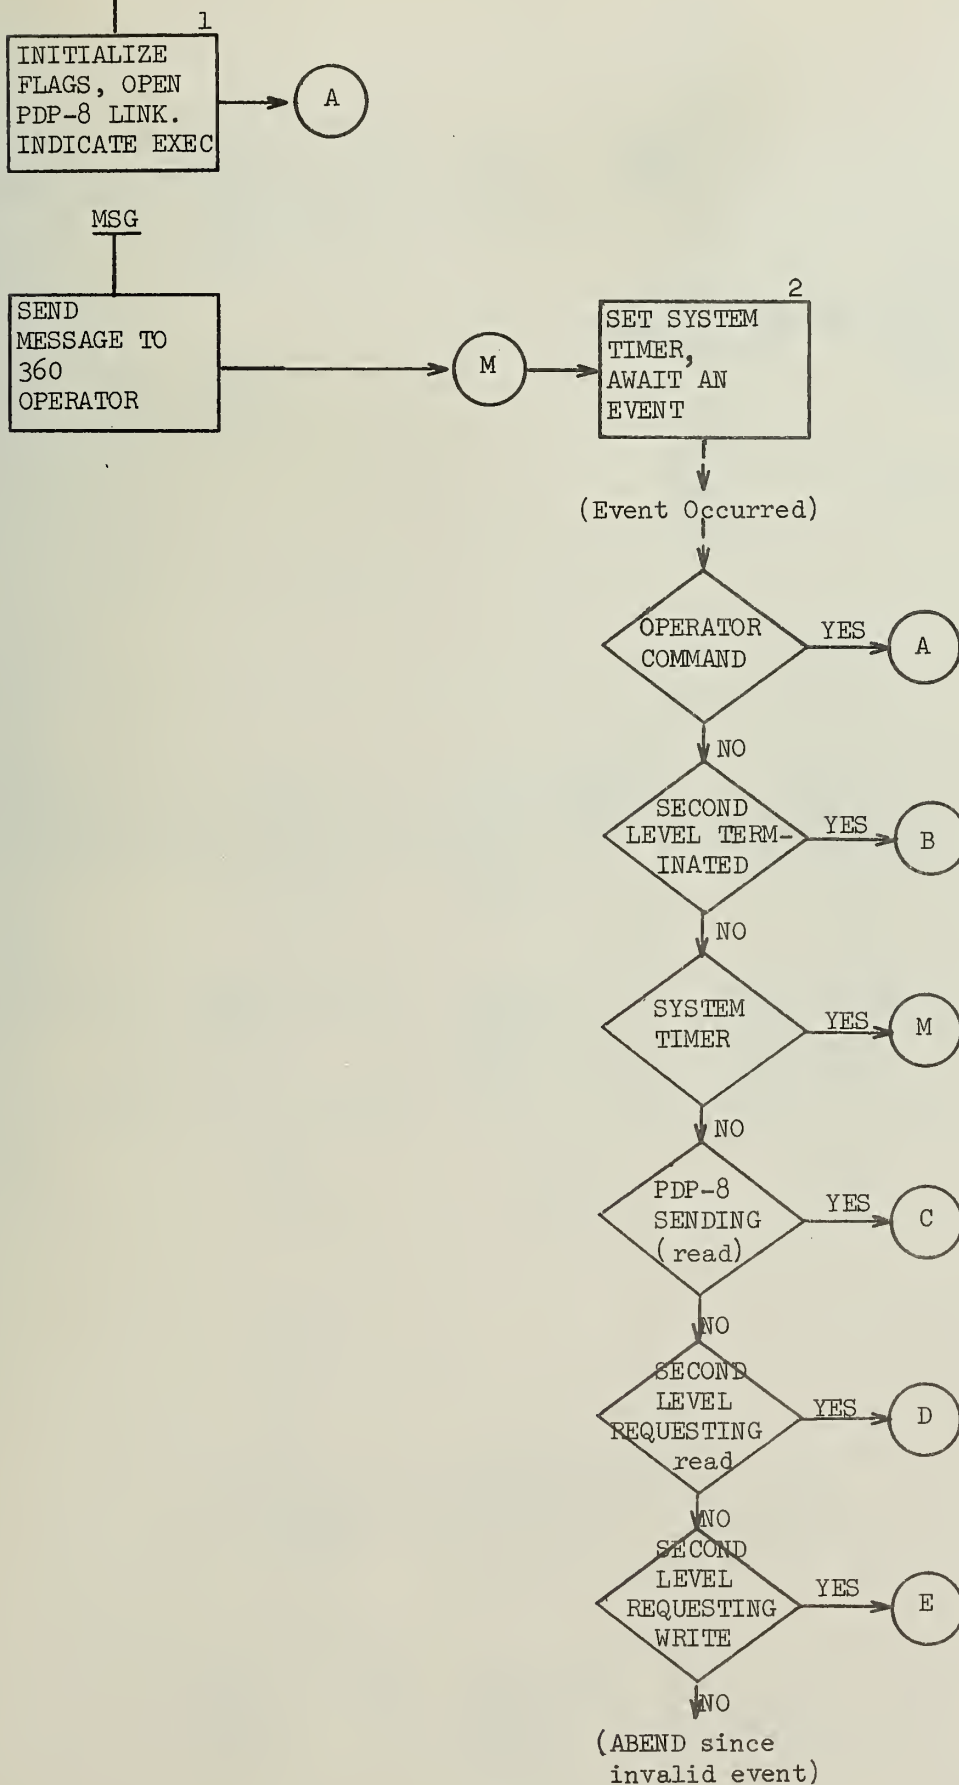 1
INITIALIZE
FLAGS, OPEN
PDP-8 LINK.
INDICATE EXEC
A
MSG
SEND
MESSAGE TO
360
OPERATOR
M
2
SET SYSTEM
TIMER,
AWAIT AN
EVENT
(Event Occurred)
OPERATOR
COMMAND
YES
A
NO
SECOND
LEVEL TERM-
INATED
YES
B
NO
SYSTEM
TIMER
YES
M
NO
PDP-8
SENDING
(read)
YES
C
NO
SECOND
LEVEL
REQUESTING
read
YES
D
NO
SECOND
LEVEL
REQUESTING
WRITE
YES
E
NO
(ABEND since
invalid event)